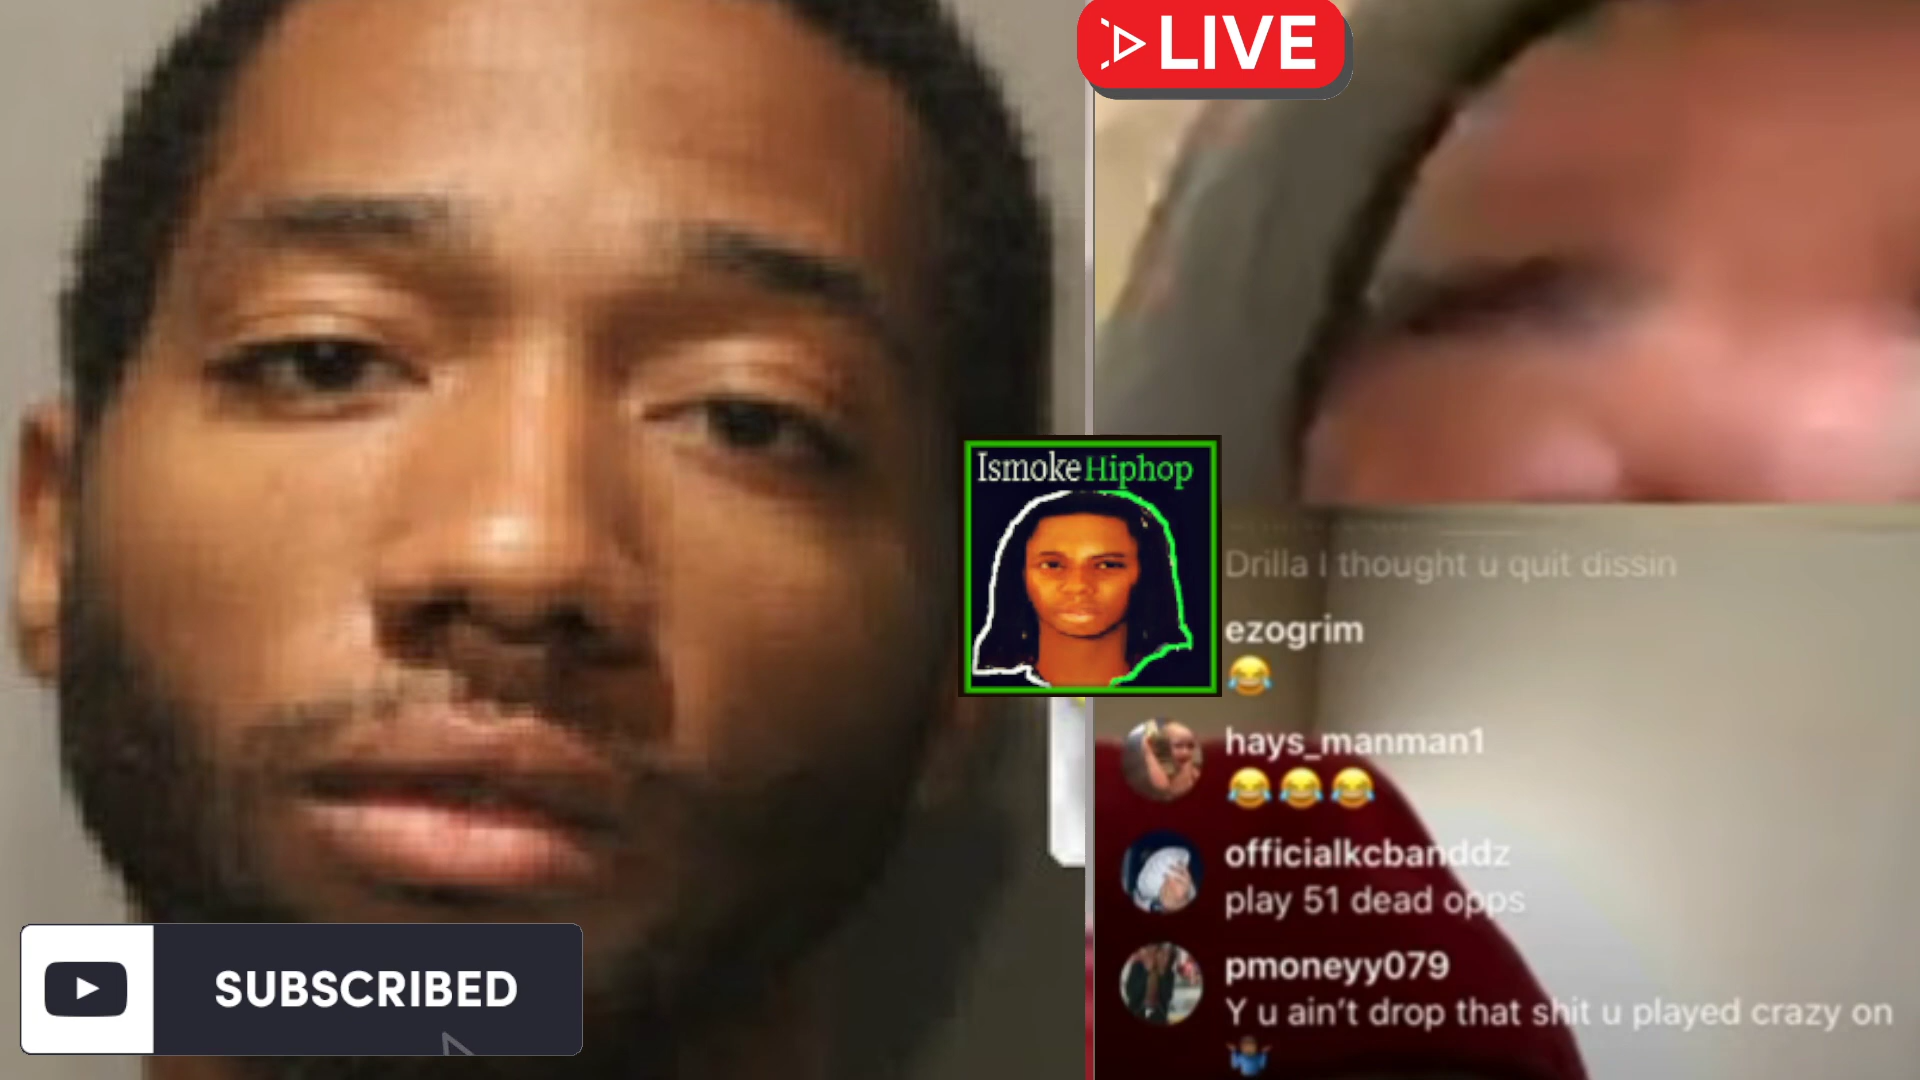 LIVE
Ismoke Hiphop
Drilla I thought u quit dissin
ezogrim
😂
hays_manman1
😂😂😂
officialkcbanddz
play 51 dead opps
pmoneyy079
Y u ain't drop that shit u played crazy on
🤷🏾‍♂️
SUBSCRIBED